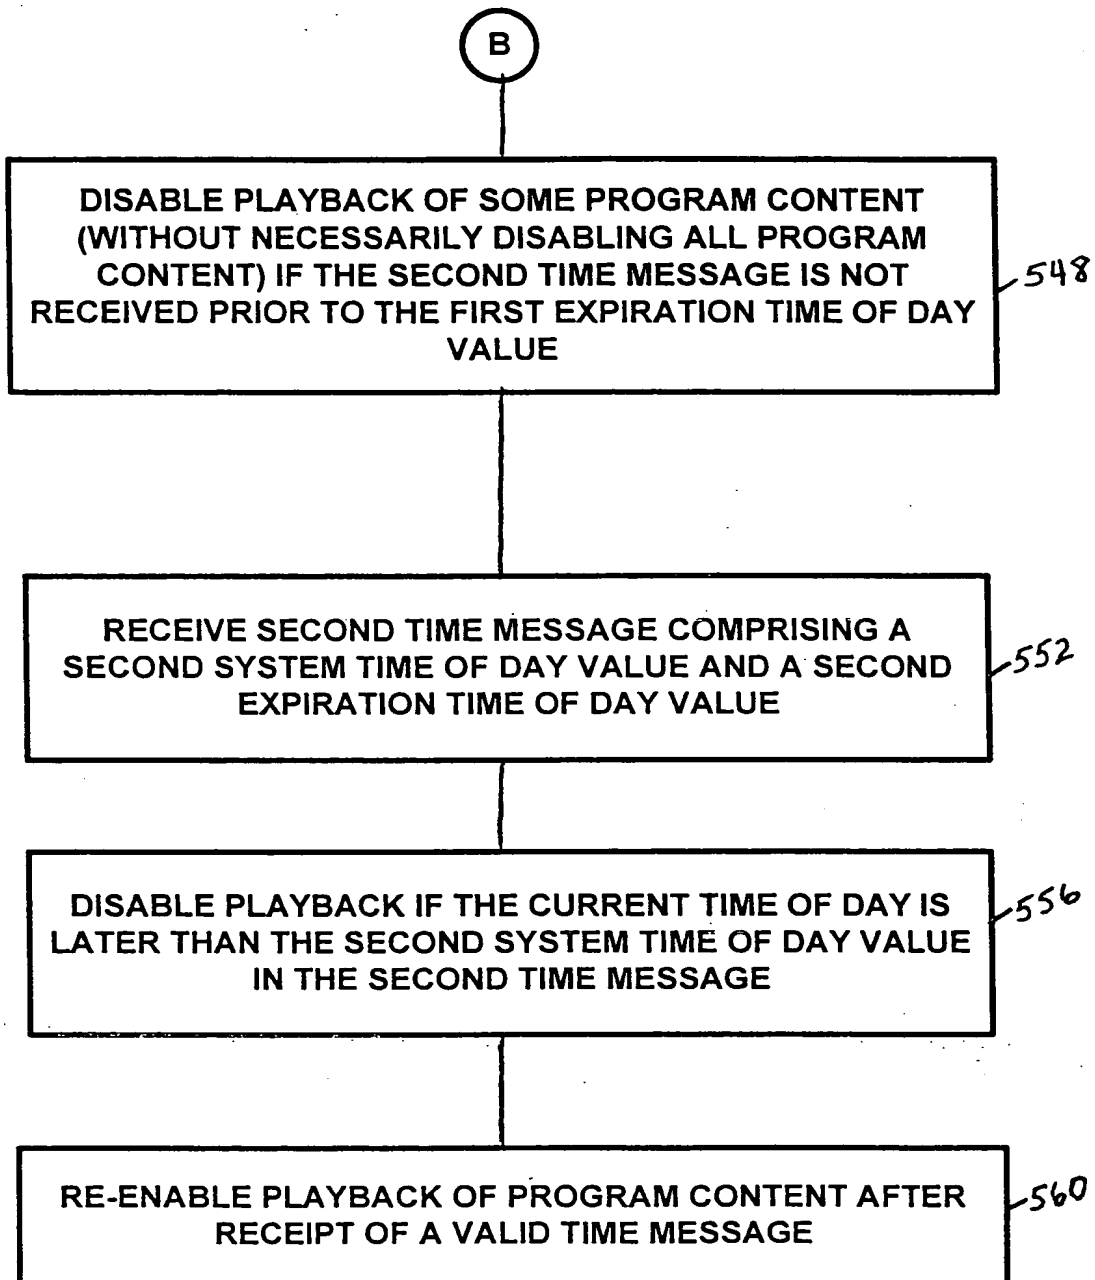 B
DISABLE PLAYBACK OF SOME PROGRAM CONTENT
(WITHOUT NECESSARILY DISABLING ALL PROGRAM
CONTENT) IF THE SECOND TIME MESSAGE IS NOT
RECEIVED PRIOR TO THE FIRST EXPIRATION TIME OF DAY
VALUE
548
RECEIVE SECOND TIME MESSAGE COMPRISING A
SECOND SYSTEM TIME OF DAY VALUE AND A SECOND
EXPIRATION TIME OF DAY VALUE
552
DISABLE PLAYBACK IF THE CURRENT TIME OF DAY IS
LATER THAN THE SECOND SYSTEM TIME OF DAY VALUE
IN THE SECOND TIME MESSAGE
556
RE-ENABLE PLAYBACK OF PROGRAM CONTENT AFTER
RECEIPT OF A VALID TIME MESSAGE
560